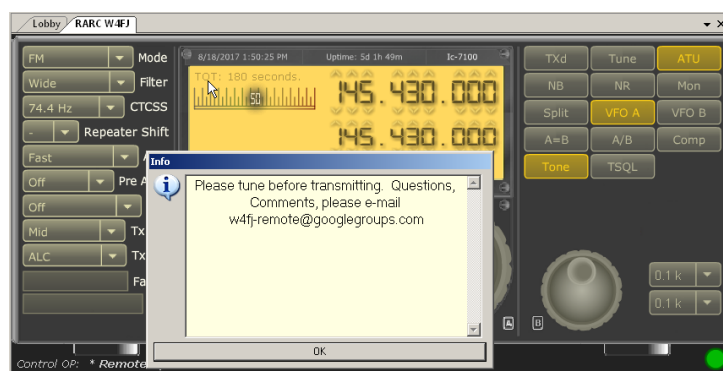 Lobby RARC W4FJ
FM Mode
Wide Filter
74.4 Hz CTCSS
- Repeater Shift
Fast
Off Pre A
Off
Mid Tx
ALC Tx
Fa
8/18/2017 1:50:25 PM Uptime: 5d 1h 49m Ic-7100
TOT: 180 seconds.
50
145.430.000
145.430.000
TXd Tune ATU
NB NR Mon
Split VFO A VFO B
A=B A/B Comp
Tone TSQL
0.1 k
0.1 k
A B
Info
Please tune before transmitting. Questions,
Comments, please e-mail
w4fj-remote@googlegroups.com
OK
Control OP: * Remote